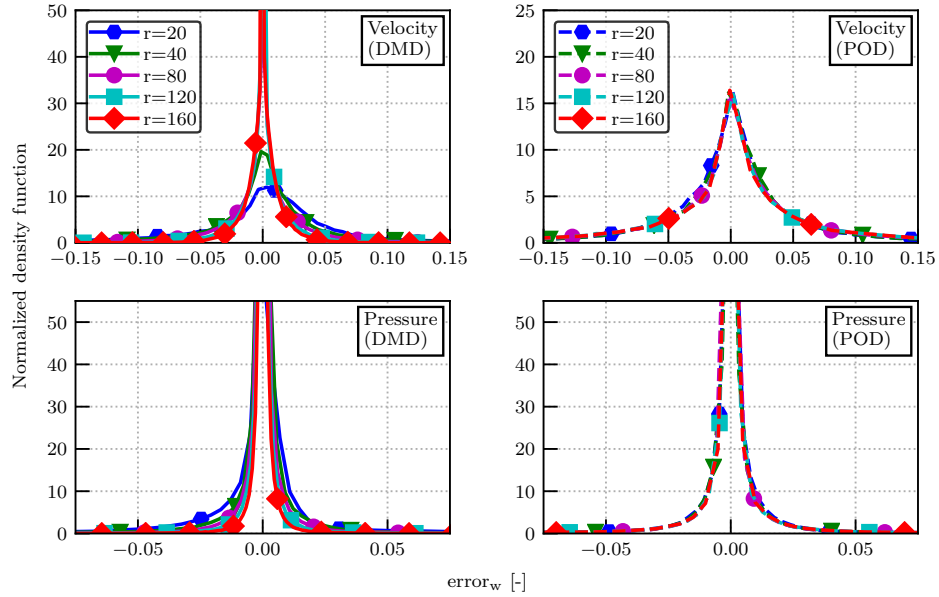 Normalized density function
50
40
30
20
10
0
−0.15
−0.10
−0.05
0.00
0.05
0.10
0.15
r=20
r=40
r=80
r=120
r=160
Velocity
(DMD)
25
20
15
10
5
0
−0.15
−0.10
−0.05
0.00
0.05
0.10
0.15
r=20
r=40
r=80
r=120
r=160
Velocity
(POD)
50
40
30
20
10
0
−0.05
0.00
0.05
Pressure
(DMD)
50
40
30
20
10
0
−0.05
0.00
0.05
Pressure
(POD)
error_w [-]